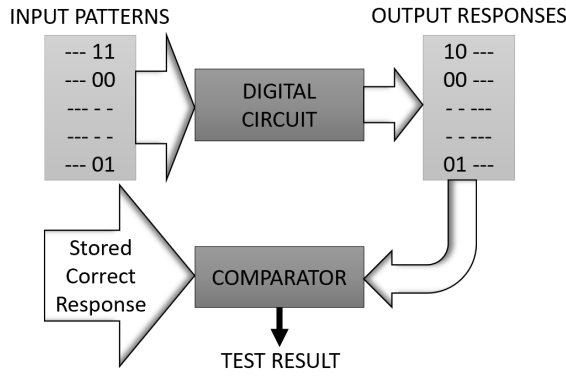 INPUT PATTERNS
OUTPUT RESPONSES
--- 11
--- 00
--- - -
--- - -
--- 01
DIGITAL
CIRCUIT
10 ---
00 ---
- - ---
- - ---
01 ---
Stored
Correct
Response
COMPARATOR
TEST RESULT